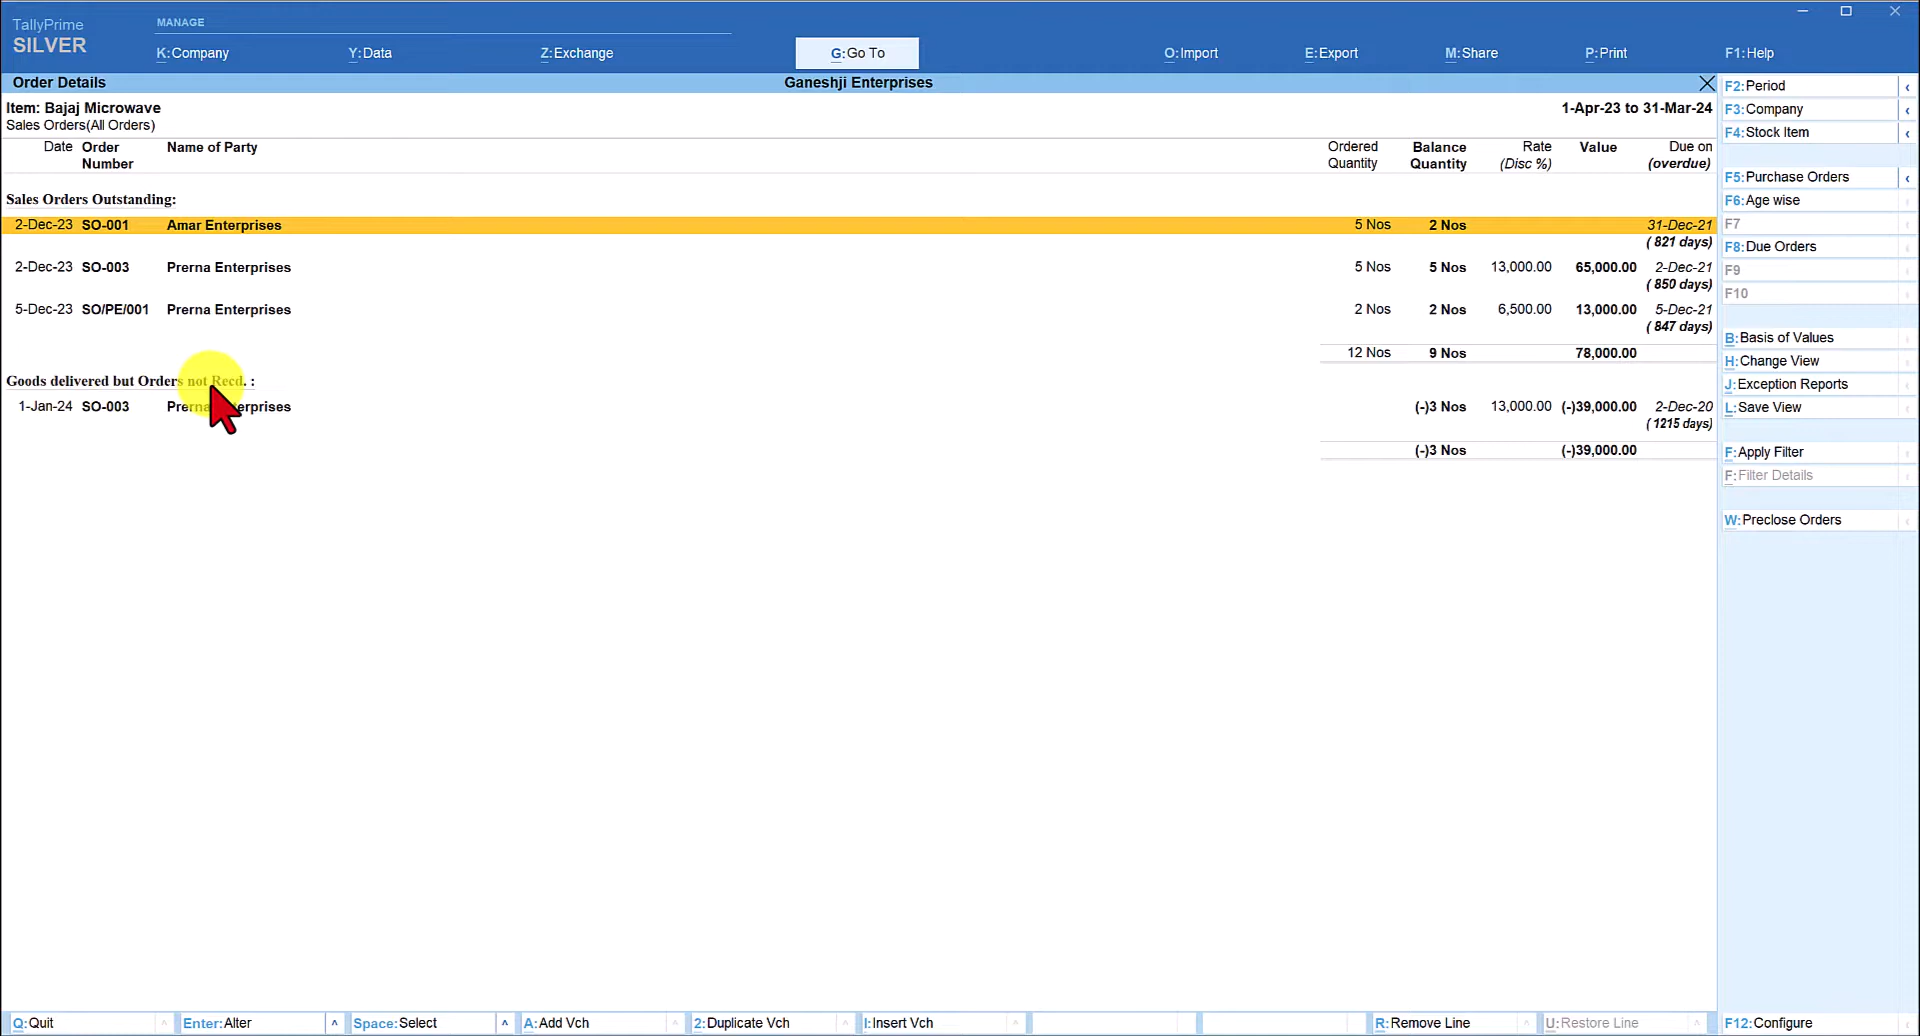 TallyPrime MANAGE
SILVER K:Company Y:Data Z:Exchange G:Go To O:Import E:Export M:Share P:Print F1:Help
Order Details Ganeshji Enterprises
Item: Bajaj Microwave 1-Apr-23 to 31-Mar-24
Sales Orders(All Orders)
Date Order Name of Party Ordered Balance Rate Value Due on
Number Quantity Quantity (Disc %) (overdue)
Sales Orders Outstanding:
2-Dec-23 SO-001 Amar Enterprises 5 Nos 2 Nos 31-Dec-21
( 821 days)
2-Dec-23 SO-003 Prerna Enterprises 5 Nos 5 Nos 13,000.00 65,000.00 2-Dec-21
( 850 days)
5-Dec-23 SO/PE/001 Prerna Enterprises 2 Nos 2 Nos 6,500.00 13,000.00 5-Dec-21
( 847 days)
12 Nos 9 Nos 78,000.00
Goods delivered but Orders not Recd. :
1-Jan-24 SO-003 Prerna Enterprises (-)3 Nos 13,000.00 (-)39,000.00 2-Dec-20
( 1215 days)
(-)3 Nos (-)39,000.00
F2:Period
F3:Company
F4:Stock Item
F5:Purchase Orders
F6:Age wise
F7
F8:Due Orders
F9
F10
B:Basis of Values
H:Change View
J:Exception Reports
L:Save View
F:Apply Filter
F:Filter Details
W:Preclose Orders
Q:Quit Enter:Alter Space:Select A:Add Vch 2:Duplicate Vch I:Insert Vch R:Remove Line U:Restore Line F12:Configure